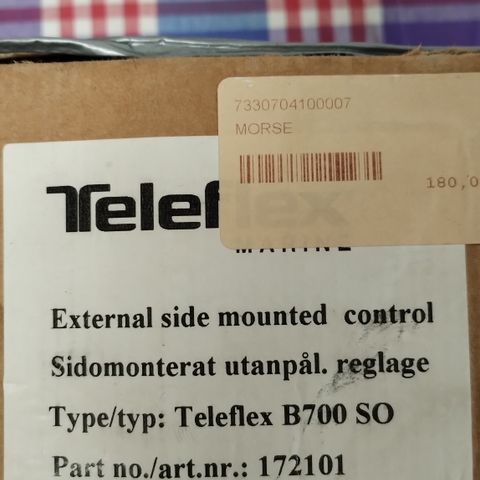 7330704100007
MORSE
180,0
Teleflex
MARINE
External side mounted control
Sidomonterat utanpål. reglage
Type/typ: Teleflex B700 SO
Part no./art.nr.: 172101